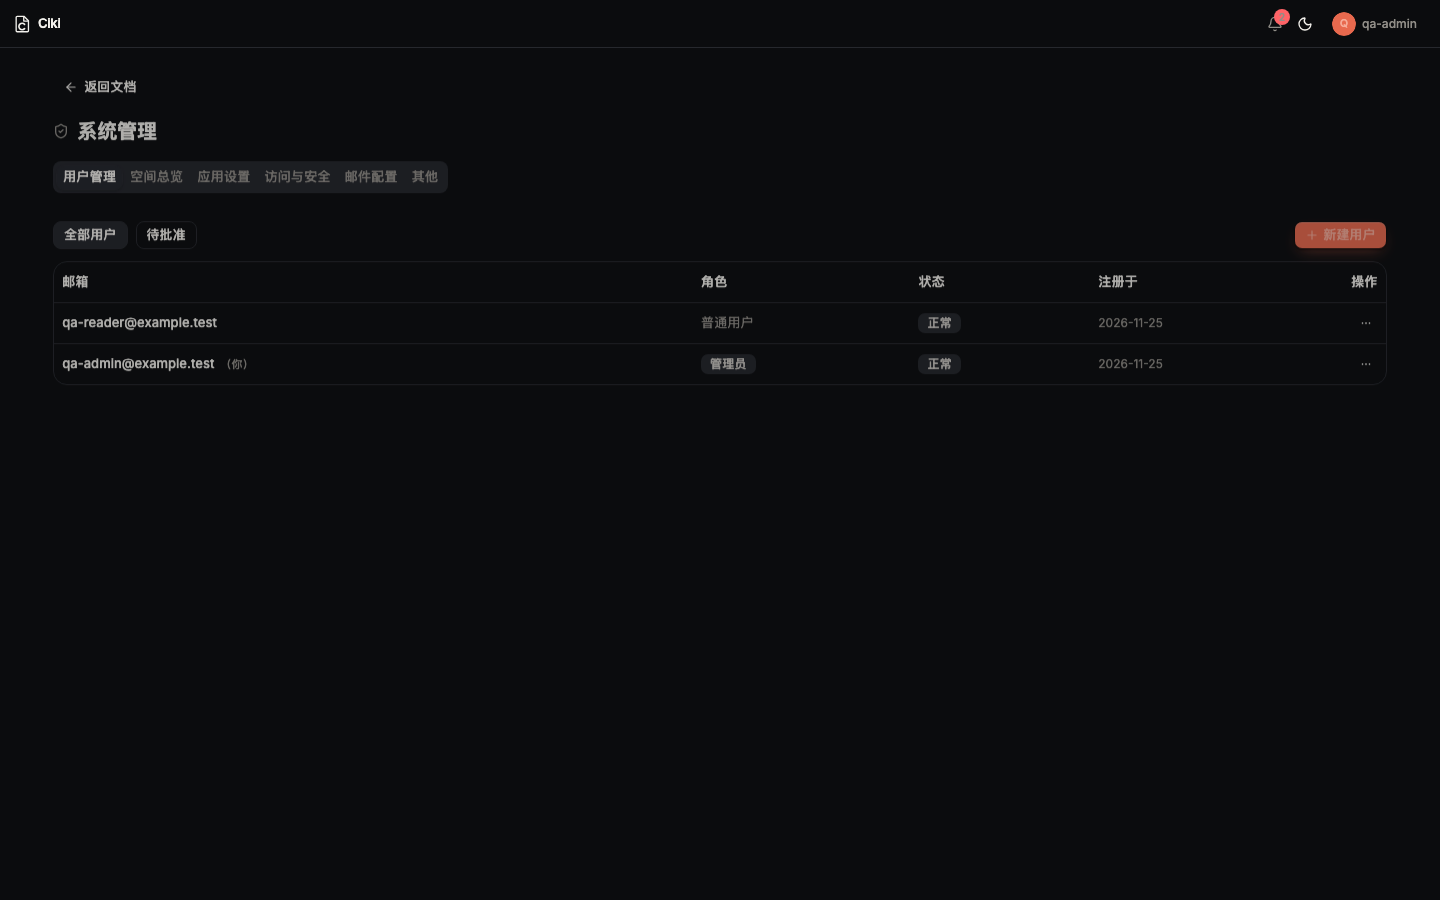 Ciki
Q qa-admin
返回文档
系统管理
用户管理 空间总览 应用设置 访问与安全 邮件配置 其他
全部用户 待批准 + 新建用户
邮箱 角色 状态 注册于 操作
qa-reader@example.test 普通用户 正常 2026-11-25 ...
qa-admin@example.test （你） 管理员 正常 2026-11-25 ...